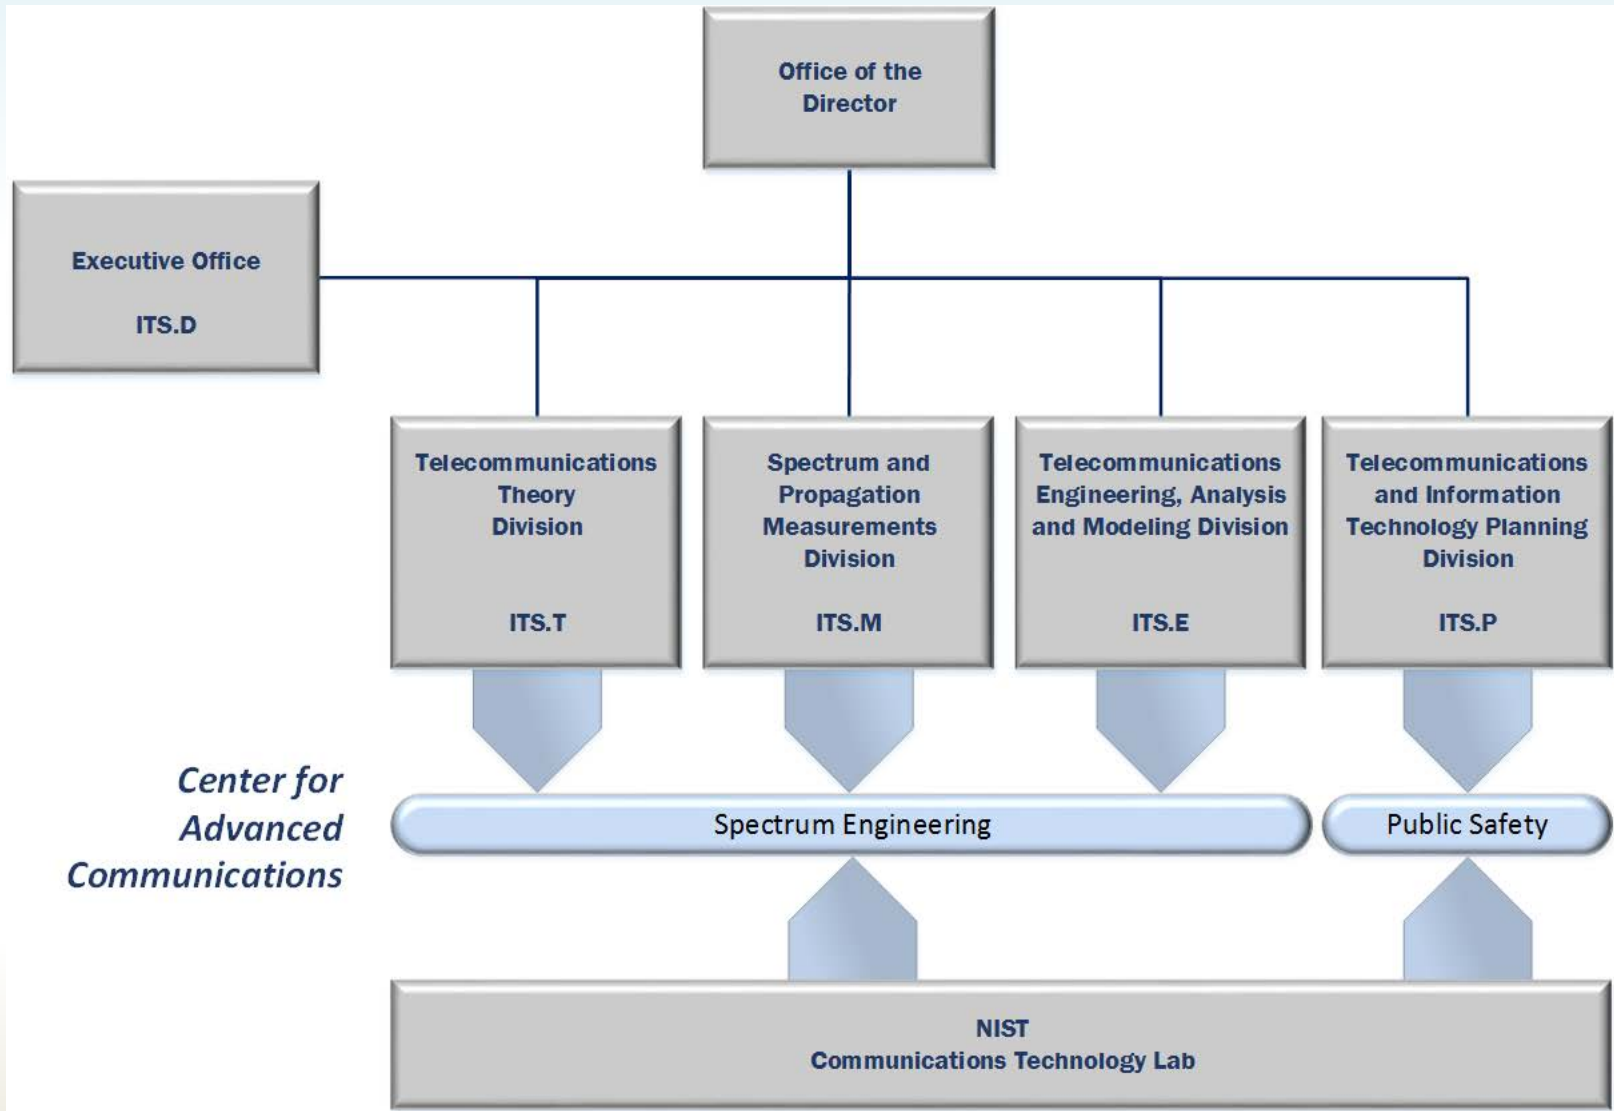 Office of the
Director
Executive Office
ITS.D
Telecommunications
Theory
Division
ITS.T
Spectrum and
Propagation
Measurements
Division
ITS.M
Telecommunications
Engineering, Analysis
and Modeling Division
ITS.E
Telecommunications
and Information
Technology Planning
Division
ITS.P
Center for
Advanced
Communications
Spectrum Engineering
Public Safety
NIST
Communications Technology Lab